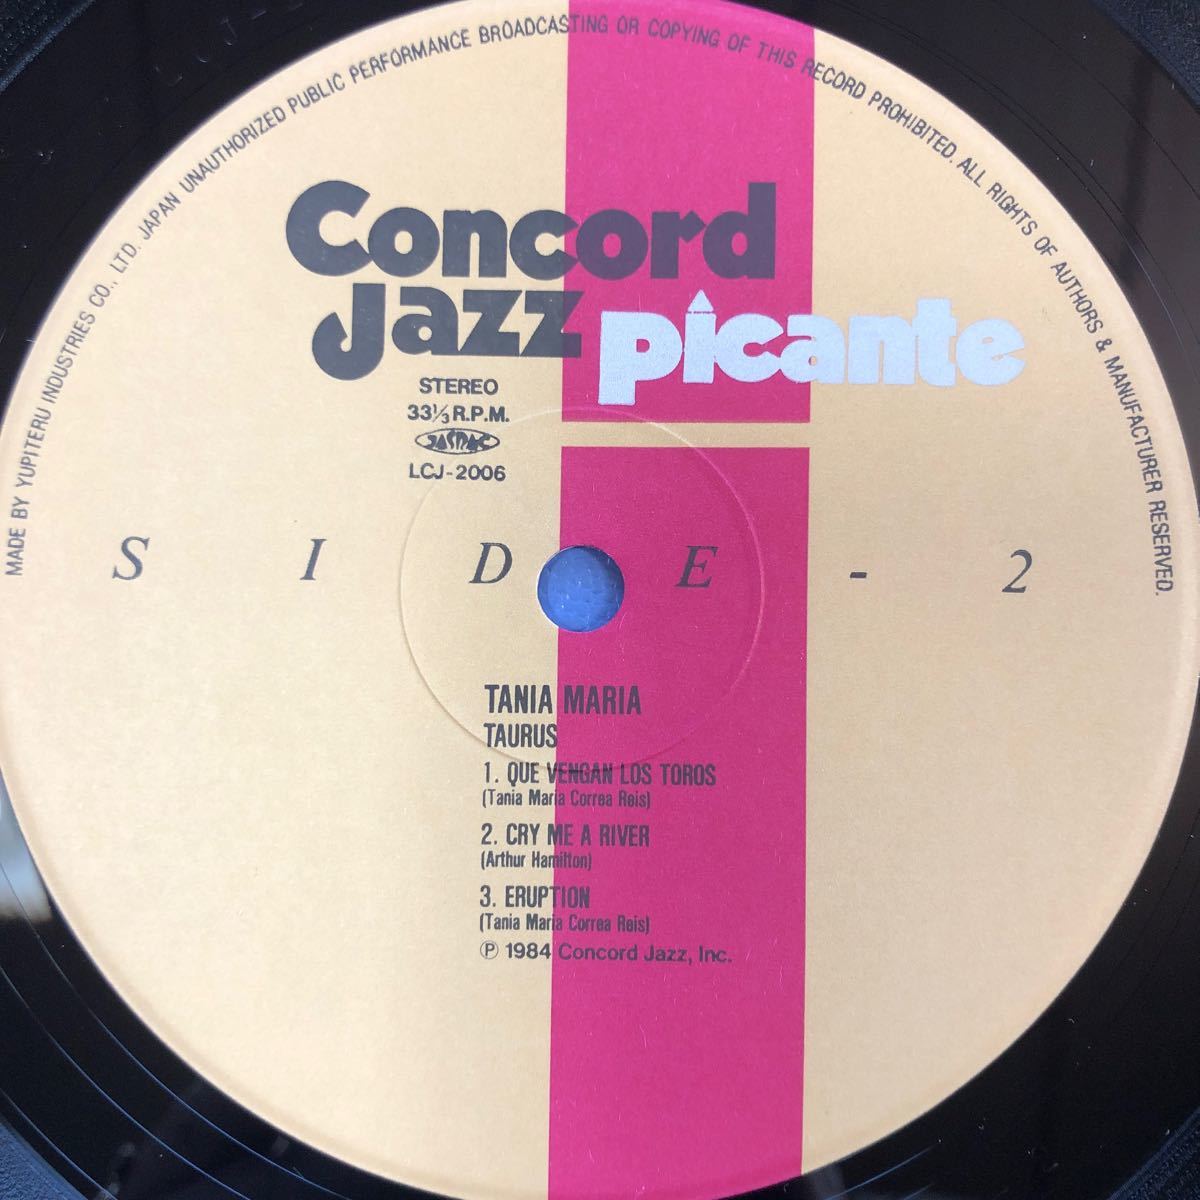 MADE BY YUPITERU INDUSTRIES CO., LTD. JAPAN UNAUTHORIZED PUBLIC PERFORMANCE BROADCASTING OR COPYING OF THIS RECORD PROHIBITED. ALL RIGHTS OF AUTHORS & MANUFACTURER RESERVED.
Concord
Jazz picante
STEREO
33⅓ R.P.M.
JASRAC
LCJ-2006
SIDE-2
TANIA MARIA
TAURUS
1. QUE VENGAN LOS TOROS
(Tania Maria Correa Reis)
2. CRY ME A RIVER
(Arthur Hamilton)
3. ERUPTION
(Tania Maria Correa Reis)
Ⓟ 1984 Concord Jazz, Inc.